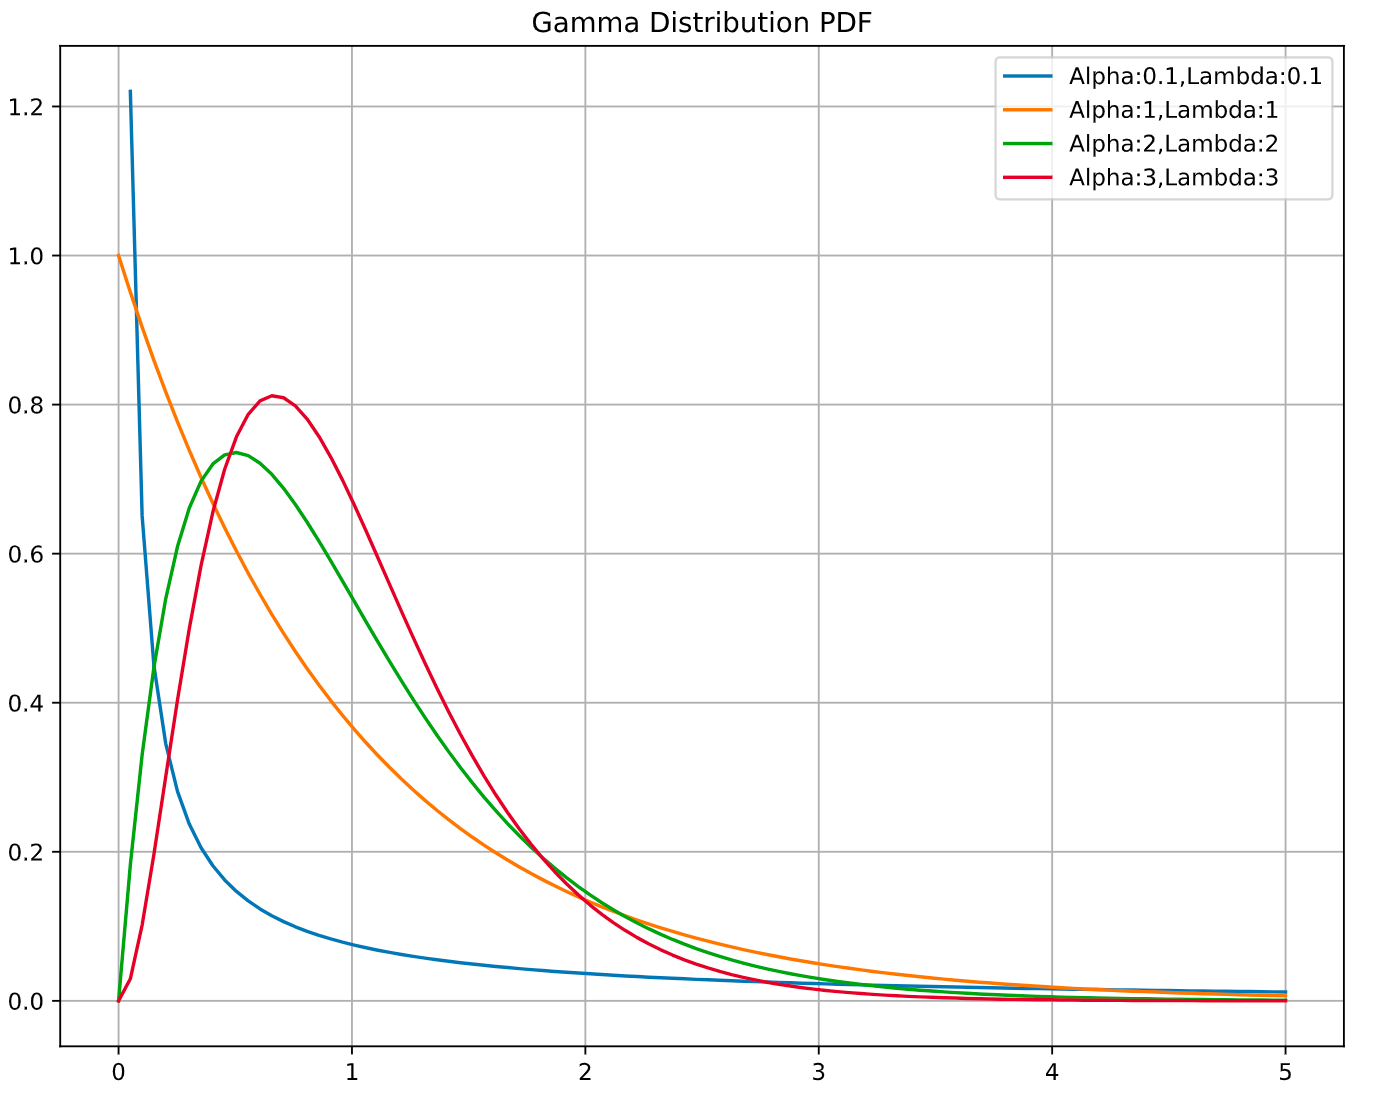 Gamma Distribution PDF
Alpha:0.1,Lambda:0.1
Alpha:1,Lambda:1
Alpha:2,Lambda:2
Alpha:3,Lambda:3
1.2
1.0
0.8
0.6
0.4
0.2
0.0
0 1 2 3 4 5